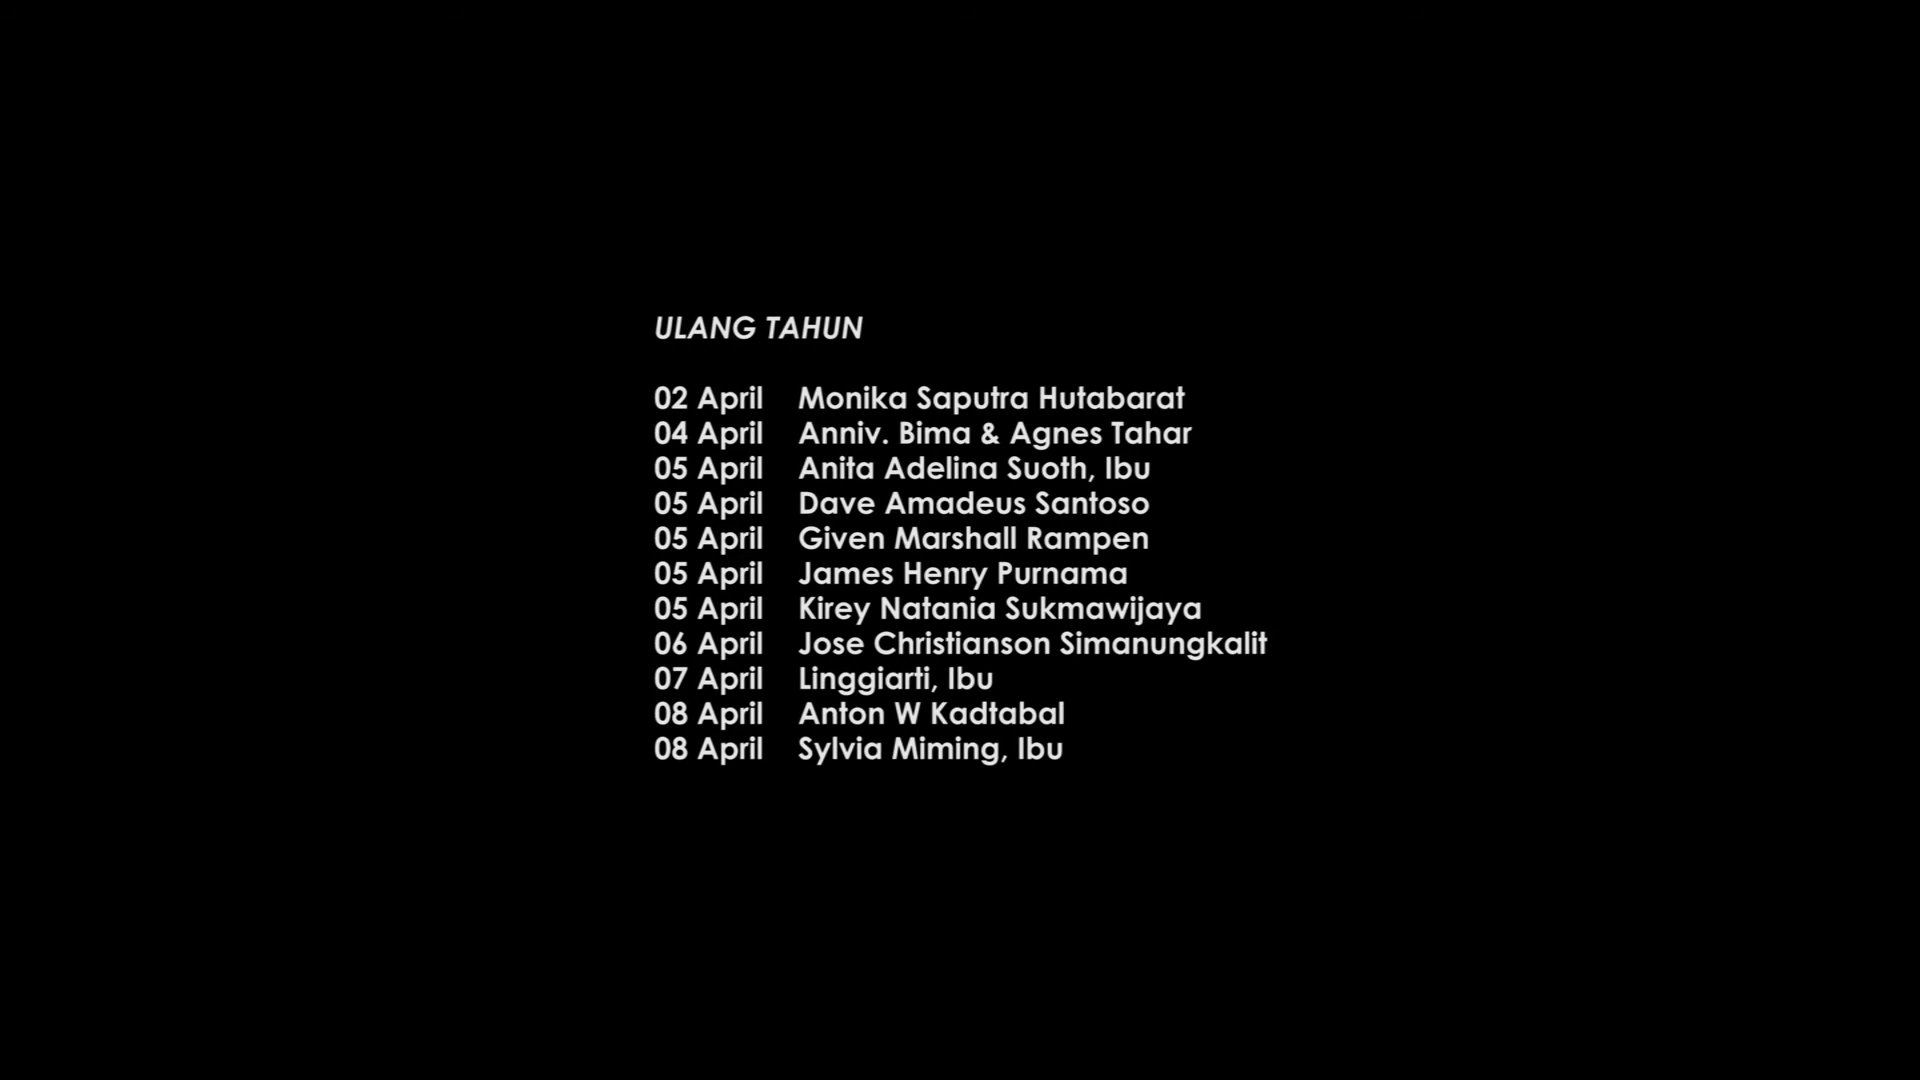 ULANG TAHUN
02 April Monika Saputra Hutabarat
04 April Anniv. Bima & Agnes Tahar
05 April Anita Adelina Suoth, Ibu
05 April Dave Amadeus Santoso
05 April Given Marshall Rampen
05 April James Henry Purnama
05 April Kirey Natania Sukmawijaya
06 April Jose Christianson Simanungkalit
07 April Linggiarti, Ibu
08 April Anton W Kadtabal
08 April Sylvia Miming, Ibu